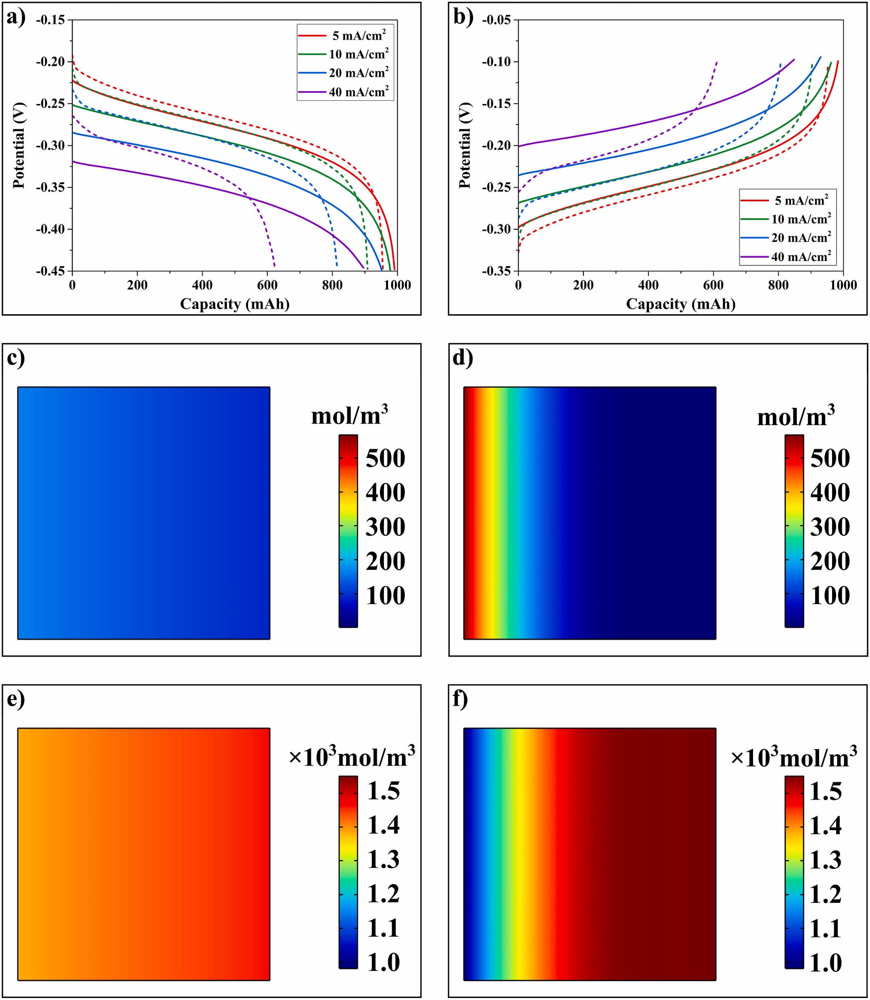 a)
-0.15
-0.20
-0.25
-0.30
-0.35
-0.40
-0.45
Potential (V)
0 200 400 600 800 1000
Capacity (mAh)
5 mA/cm²
10 mA/cm²
20 mA/cm²
40 mA/cm²
b)
-0.05
-0.10
-0.15
-0.20
-0.25
-0.30
-0.35
Potential (V)
0 200 400 600 800 1000
Capacity (mAh)
5 mA/cm²
10 mA/cm²
20 mA/cm²
40 mA/cm²
c)
mol/m³
500
400
300
200
100
d)
mol/m³
500
400
300
200
100
e)
×10³mol/m³
1.5
1.4
1.3
1.2
1.1
1.0
f)
×10³mol/m³
1.5
1.4
1.3
1.2
1.1
1.0